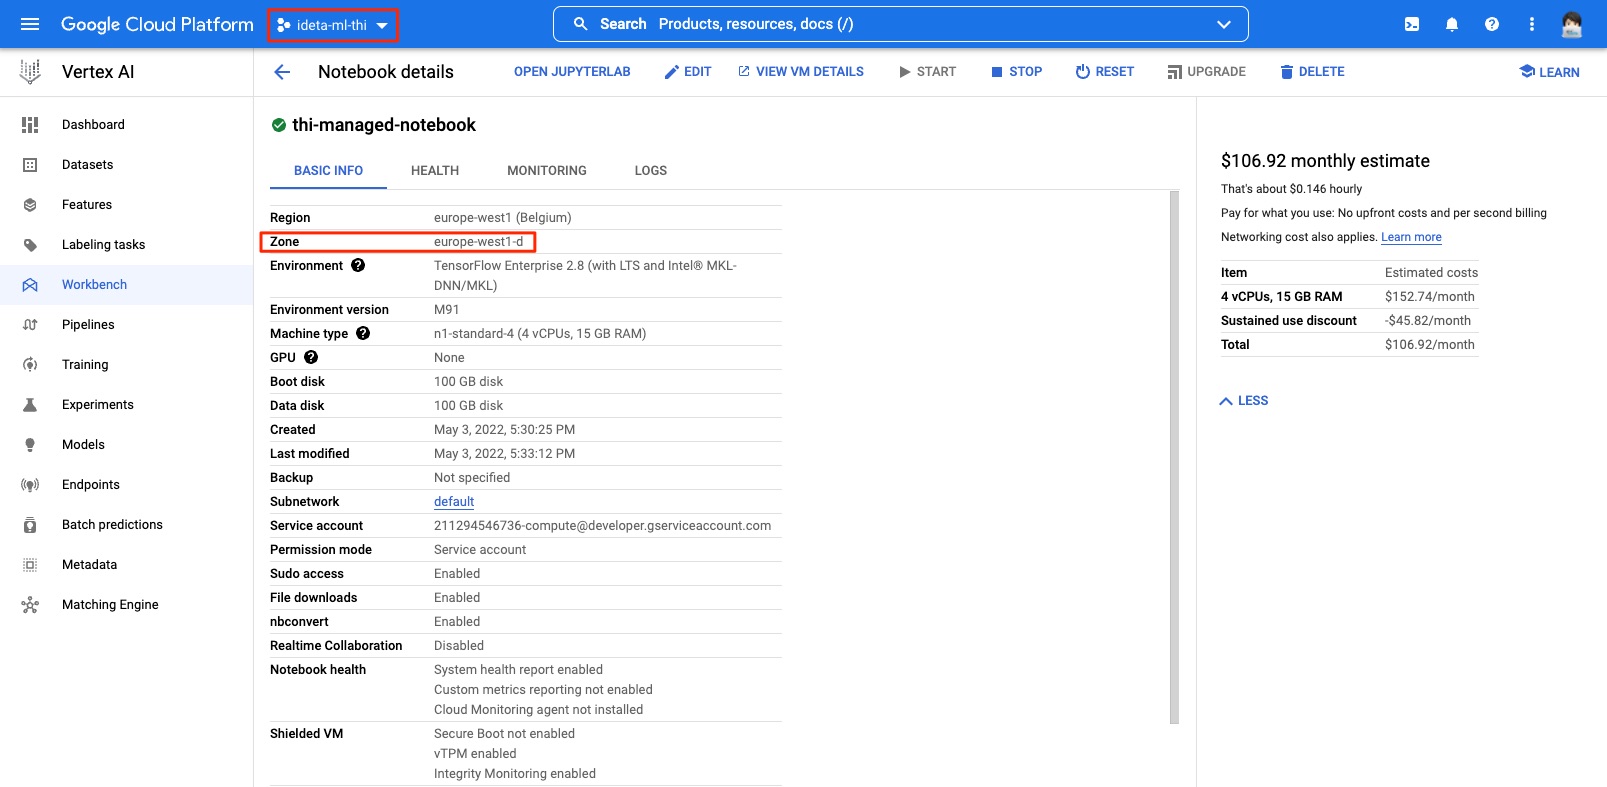 Google Cloud Platform
ideta-ml-thi
Search Products, resources, docs (/)
Vertex AI
Notebook details
OPEN JUPYTERLAB
EDIT
VIEW VM DETAILS
START
STOP
RESET
UPGRADE
DELETE
LEARN
Dashboard
Datasets
Features
Labeling tasks
Workbench
Pipelines
Training
Experiments
Models
Endpoints
Batch predictions
Metadata
Matching Engine
thi-managed-notebook
BASIC INFO
HEALTH
MONITORING
LOGS
Region europe-west1 (Belgium)
Zone europe-west1-d
Environment TensorFlow Enterprise 2.8 (with LTS and Intel® MKL-
DNN/MKL)
Environment version M91
Machine type n1-standard-4 (4 vCPUs, 15 GB RAM)
GPU None
Boot disk 100 GB disk
Data disk 100 GB disk
Created May 3, 2022, 5:30:25 PM
Last modified May 3, 2022, 5:33:12 PM
Backup Not specified
Subnetwork default
Service account 211294546736-compute@developer.gserviceaccount.com
Permission mode Service account
Sudo access Enabled
File downloads Enabled
nbconvert Enabled
Realtime Collaboration Disabled
Notebook health System health report enabled
Custom metrics reporting not enabled
Cloud Monitoring agent not installed
Shielded VM Secure Boot not enabled
vTPM enabled
Integrity Monitoring enabled
$106.92 monthly estimate
That's about $0.146 hourly
Pay for what you use: No upfront costs and per second billing
Networking cost also applies. Learn more
Item Estimated costs
4 vCPUs, 15 GB RAM $152.74/month
Sustained use discount -$45.82/month
Total $106.92/month
LESS